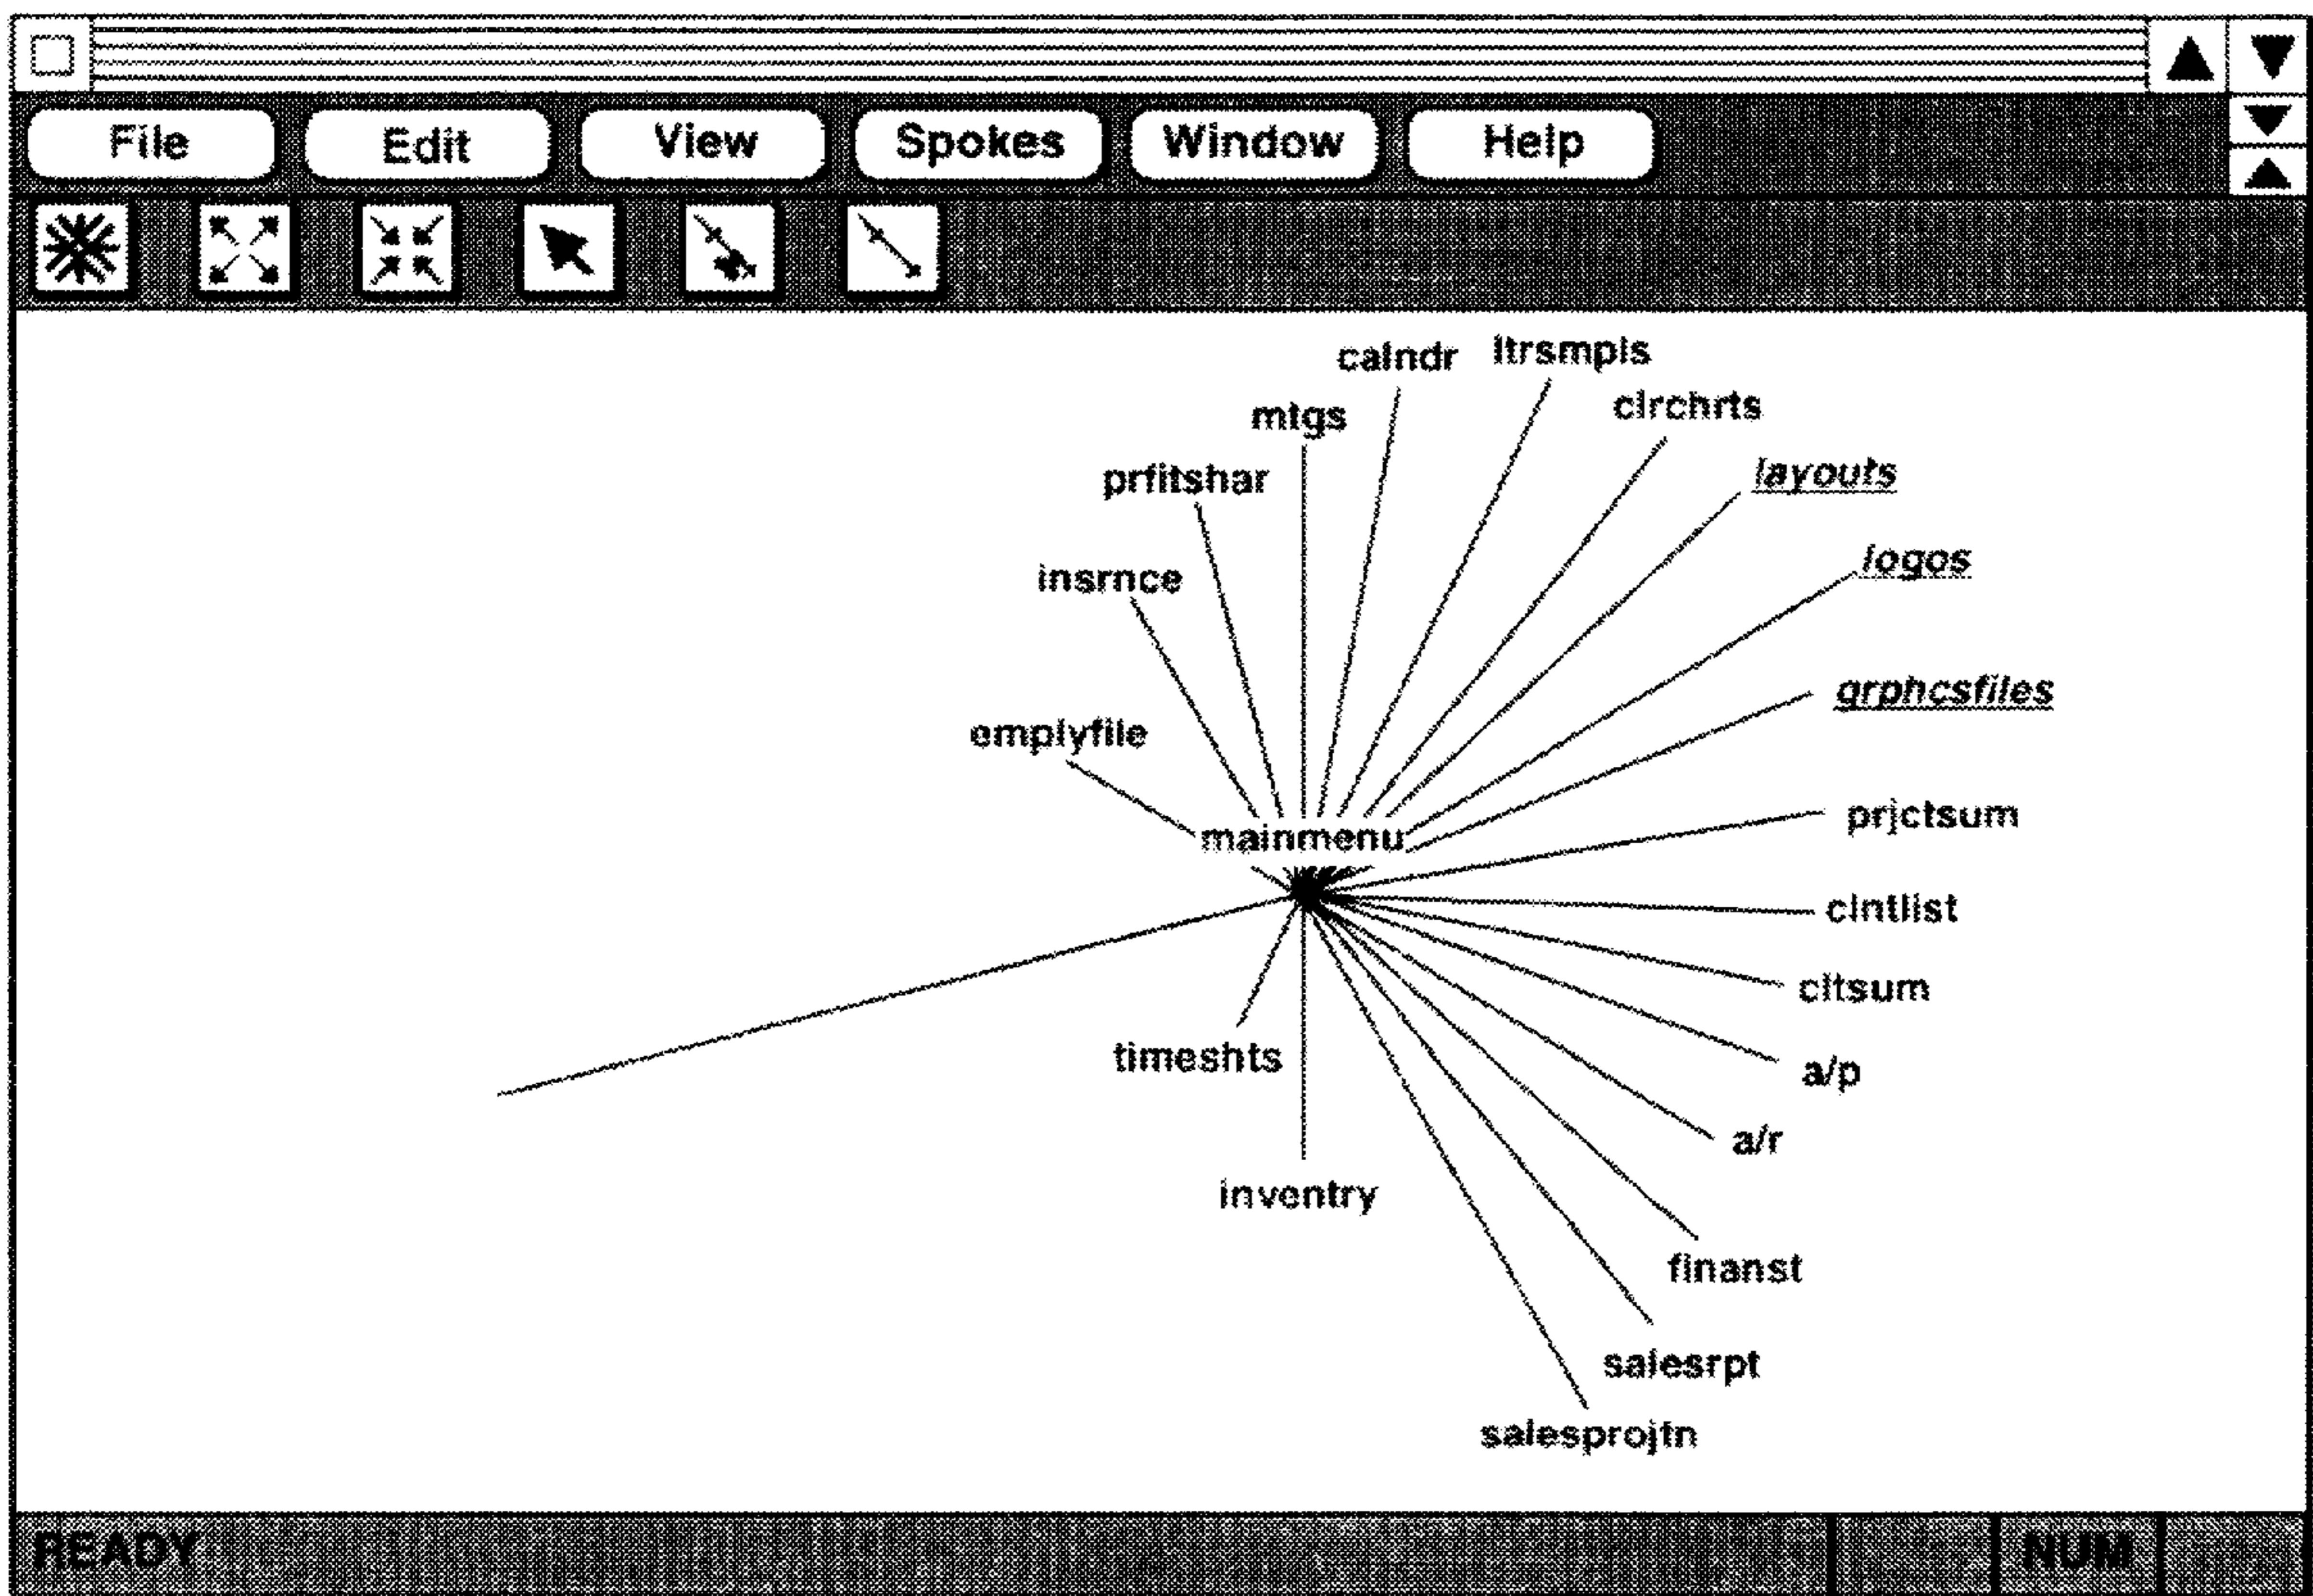 File Edit View Spokes Window Help
calndr ltrsmpls
mtgs clrchrts
prfitshar layouts
insrnce logos
emplyfile grphcsfiles
mainmenu prjctsum
clntlist
cltsum
timeshts a/p
a/r
inventry
finanst
salesrpt
salesprojtn
READY NUM